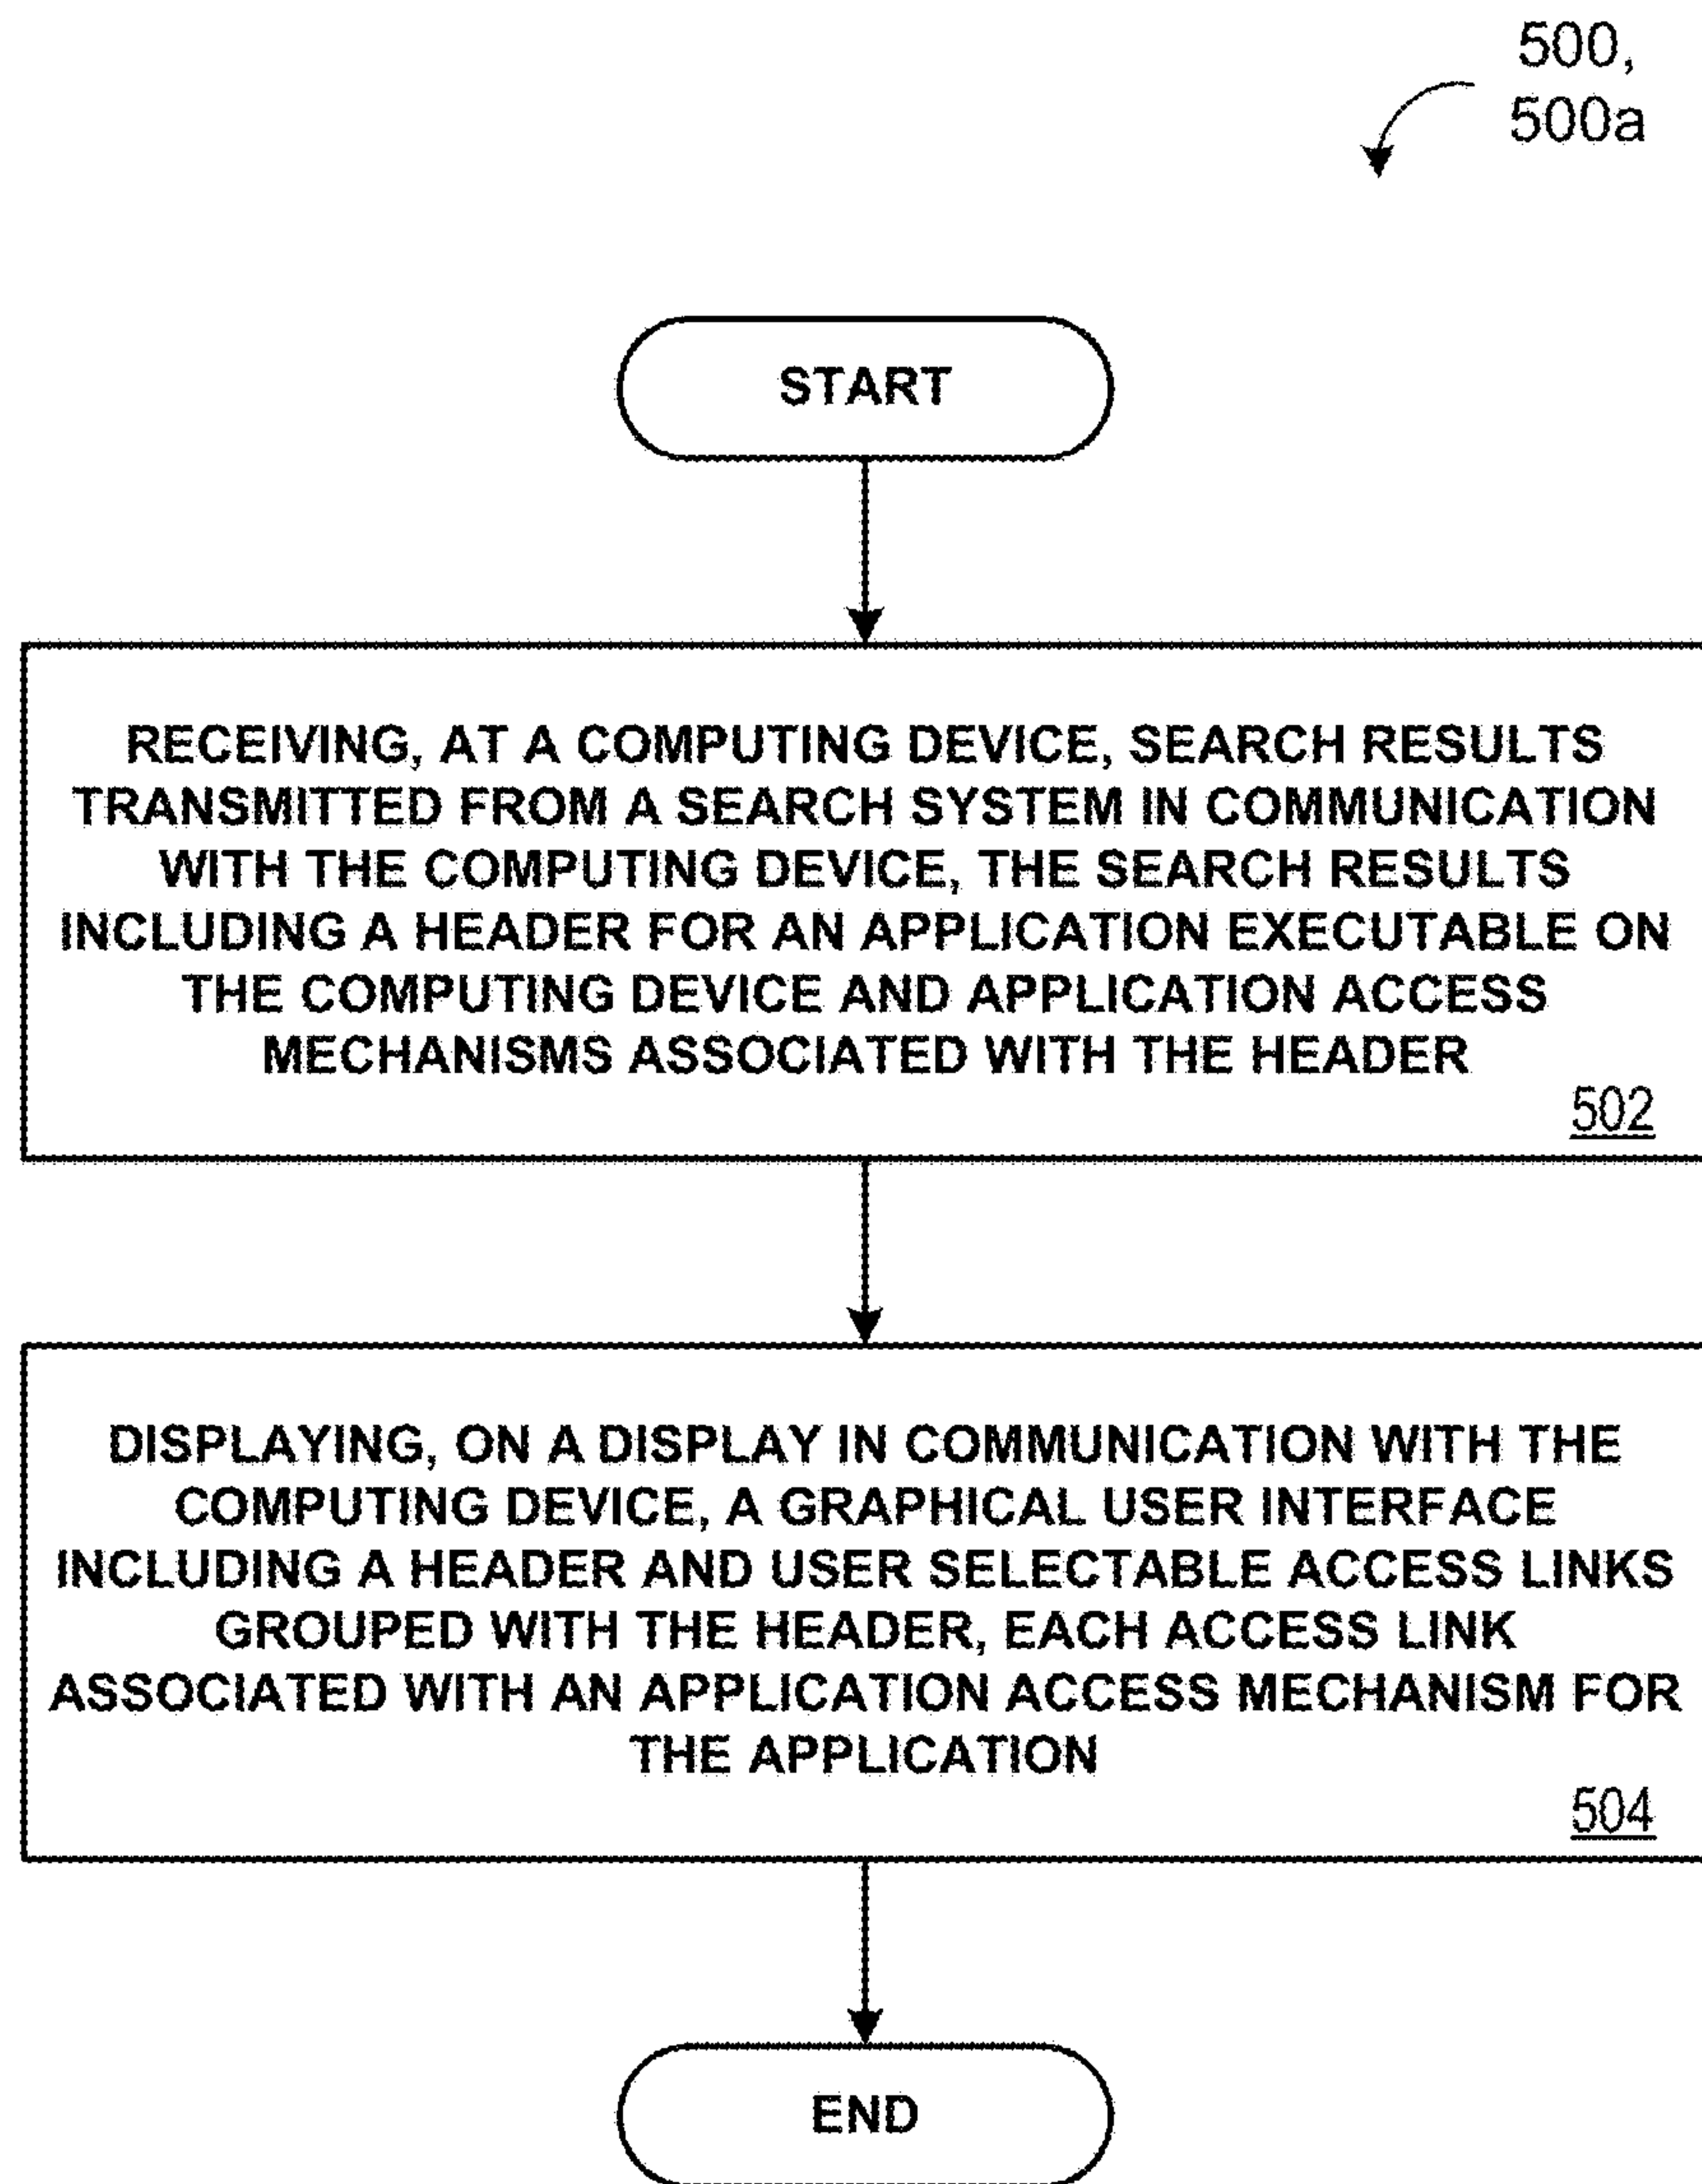 500,
500a
START
RECEIVING, AT A COMPUTING DEVICE, SEARCH RESULTS
TRANSMITTED FROM A SEARCH SYSTEM IN COMMUNICATION
WITH THE COMPUTING DEVICE, THE SEARCH RESULTS
INCLUDING A HEADER FOR AN APPLICATION EXECUTABLE ON
THE COMPUTING DEVICE AND APPLICATION ACCESS
MECHANISMS ASSOCIATED WITH THE HEADER
502
DISPLAYING, ON A DISPLAY IN COMMUNICATION WITH THE
COMPUTING DEVICE, A GRAPHICAL USER INTERFACE
INCLUDING A HEADER AND USER SELECTABLE ACCESS LINKS
GROUPED WITH THE HEADER, EACH ACCESS LINK
ASSOCIATED WITH AN APPLICATION ACCESS MECHANISM FOR
THE APPLICATION
504
END